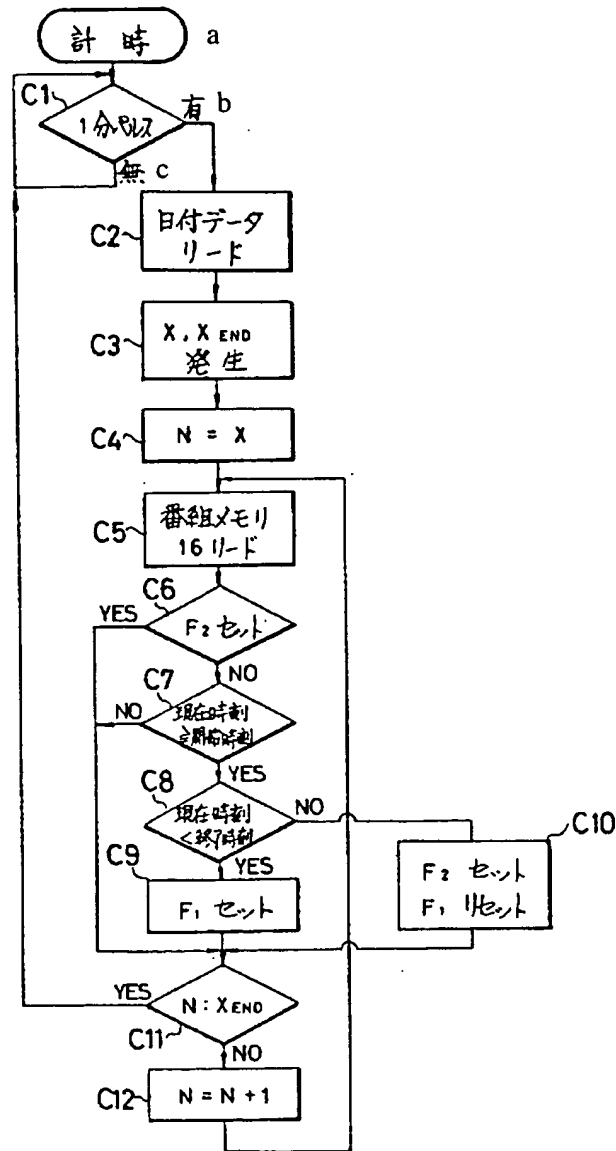 計時 a
C1
1分パルス
有 b
無 c
C2
日付データ
リード
C3
X, X END
発生
C4
N = X
C5
番組メモリ
16リード
C6
YES
F2 セット
NO
C7
NO
現在時刻
≧開始時刻
YES
C8
現在時刻
<終了時刻
NO
YES
C9
F1 セット
C10
F2 セット
F1 リセット
YES
N : XEND
C11
NO
C12
N = N + 1